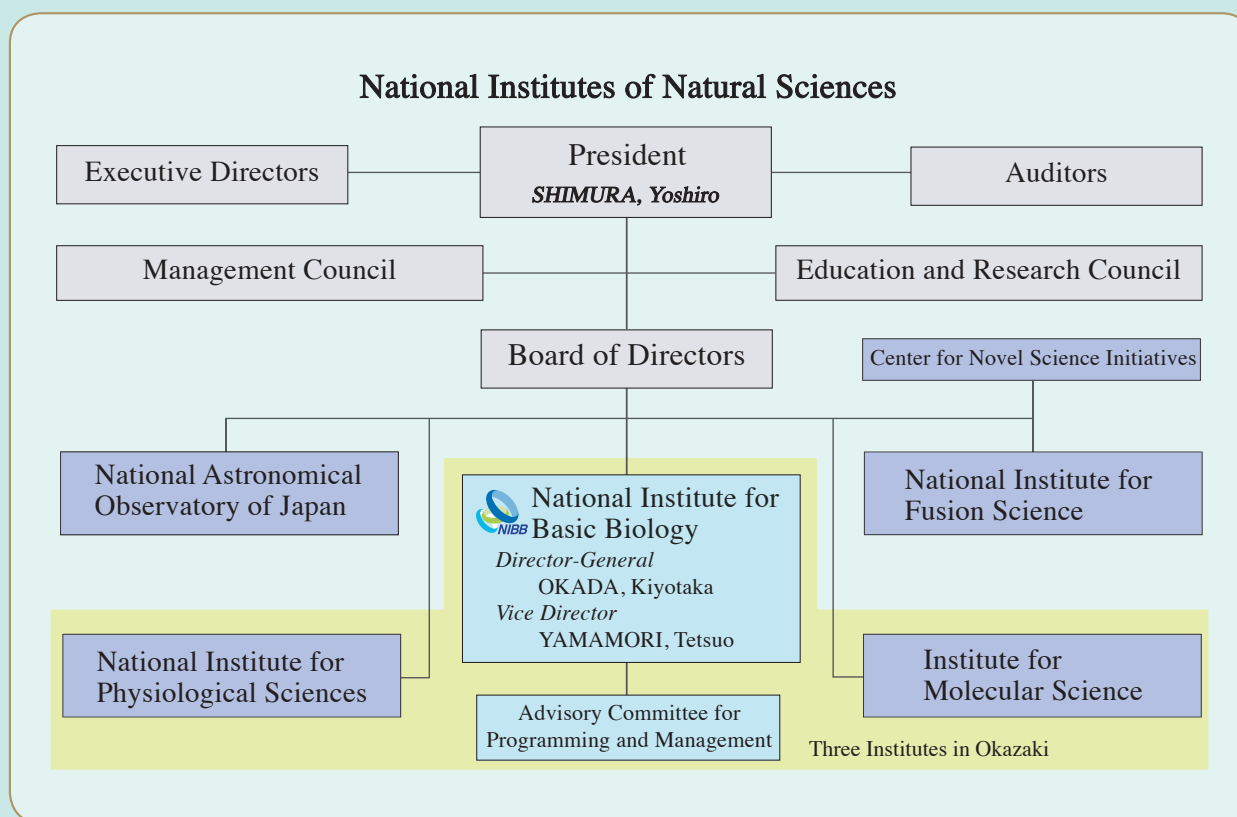 National Institutes of Natural Sciences
Executive Directors
President
SHIMURA, Yoshiro
Auditors
Management Council
Education and Research Council
Board of Directors
Center for Novel Science Initiatives
National Astronomical
Observatory of Japan
NIBB
National Institute for
Basic Biology
Director-General
OKADA, Kiyotaka
Vice Director
YAMAMORI, Tetsuo
National Institute for
Fusion Science
National Institute for
Physiological Sciences
Advisory Committee for
Programming and Management
Institute for
Molecular Science
Three Institutes in Okazaki